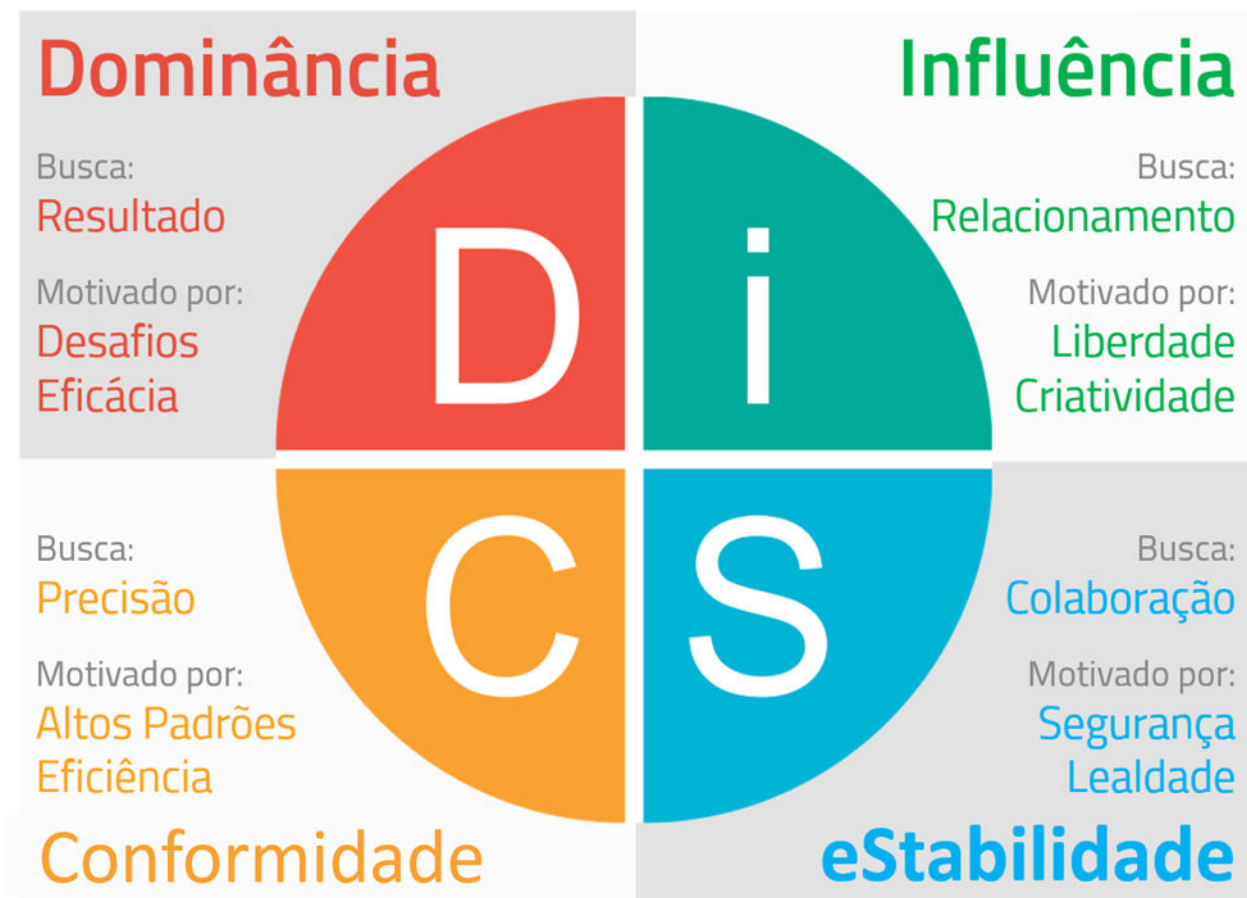 Dominância
Busca:
Resultado
Motivado por:
Desafios
Eficácia
D
Influência
Busca:
Relacionamento
Motivado por:
Liberdade
Criatividade
i
C
Busca:
Precisão
Motivado por:
Altos Padrões
Eficiência
Conformidade
S
Busca:
Colaboração
Motivado por:
Segurança
Lealdade
eStabilidade